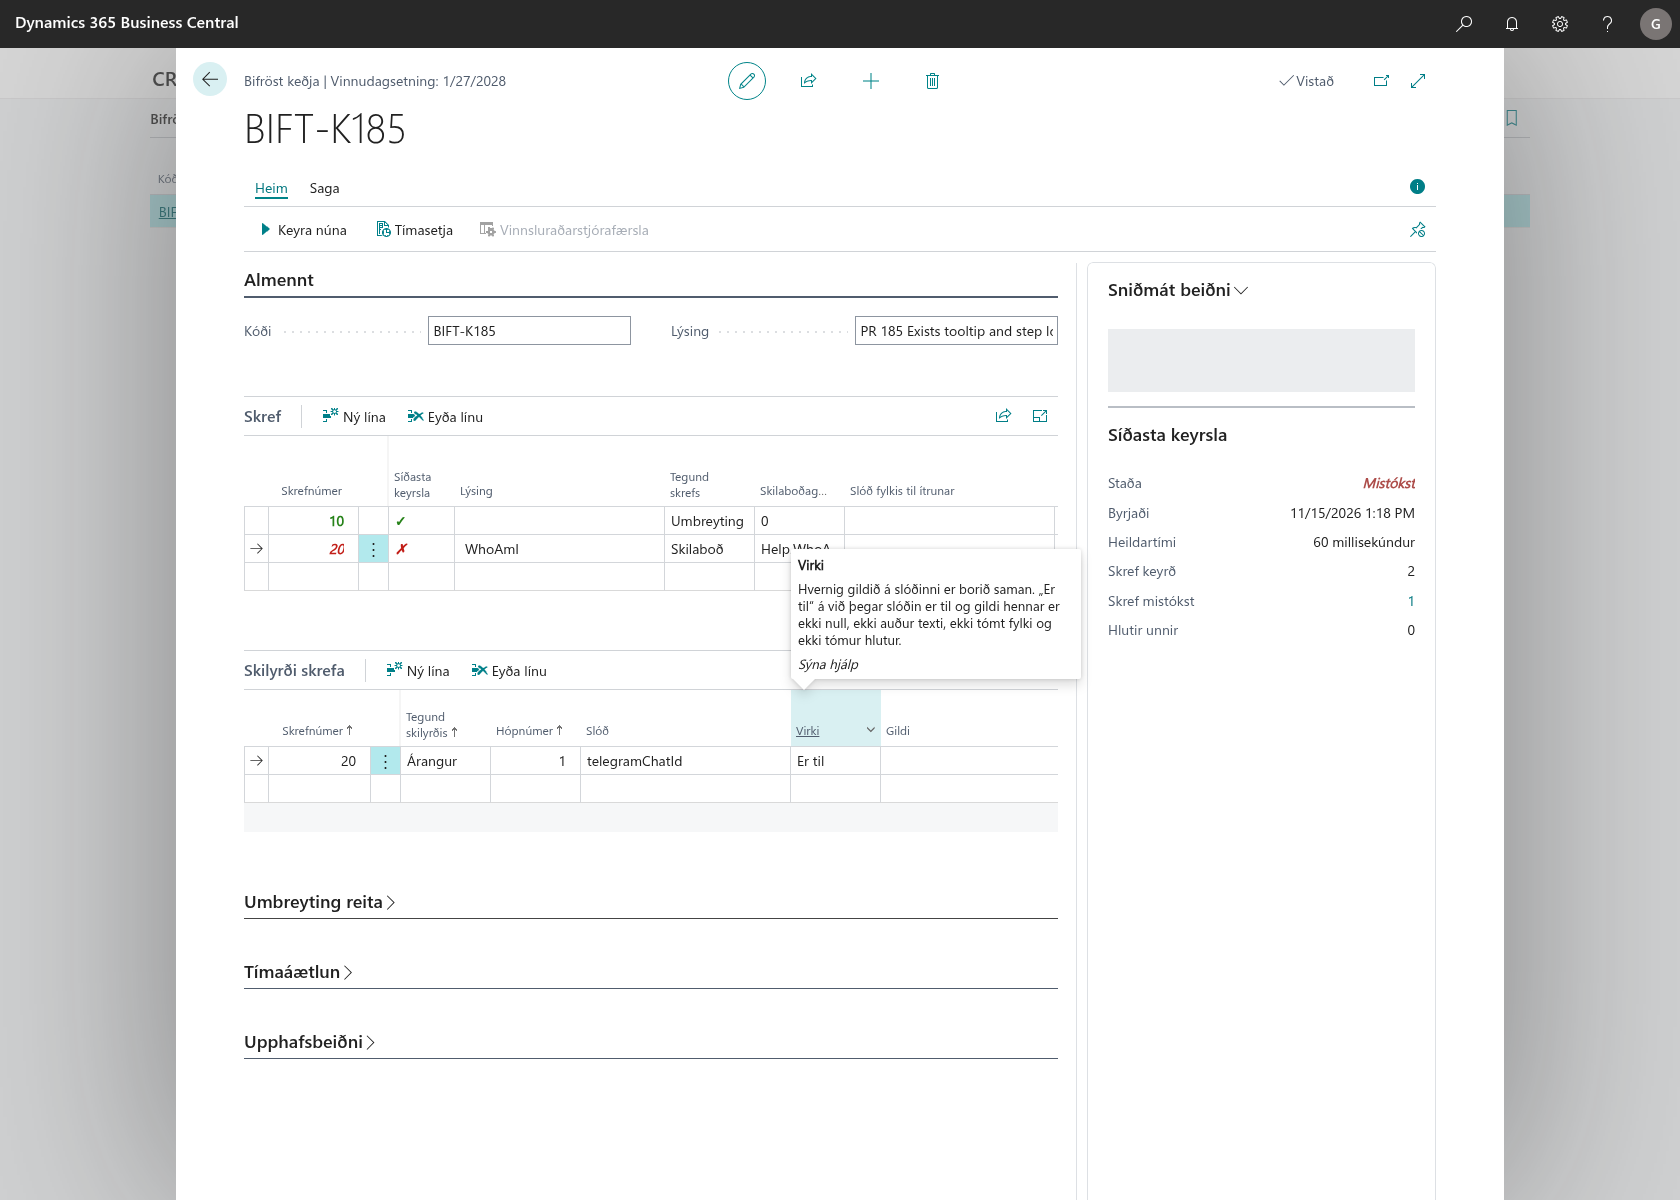 Dynamics 365 Business Central
G
CR
Bifröst keðja | Vinnudagsetning: 1/27/2028
Vistað
Bifrö
BIFT-K185
Kóð
BIF
Heim
Saga
Keyra núna
Tímasetja
Vinnsluraðarstjórafærsla
Almennt
Kóði
BIFT-K185
Lýsing
PR 185 Exists tooltip and step lo
Skref
Ný lína
Eyða línu
Skrefnúmer
Síðasta keyrsla
Lýsing
Tegund skrefs
Skilaboðag...
Slóð fylkis til ítrunar
10
✓
Umbreyting
0
20
✗
WhoAmI
Skilaboð
Help.WhoA...
Virki
Hvernig gildið á slóðinni er borið saman. „Er
til“ á við þegar slóðin er til og gildi hennar er
ekki null, ekki auður texti, ekki tómt fylki og
ekki tómur hlutur.
Sýna hjálp
Skilyrði skrefa
Ný lína
Eyða línu
Skrefnúmer ↑
Tegund skilyrðis ↑
Hópnúmer ↑
Slóð
Virki
Gildi
20
Árangur
1
telegramChatId
Er til
Umbreyting reita
Tímaáætlun
Upphafsbeiðni
Sniðmát beiðni
Síðasta keyrsla
Staða
Mistókst
Byrjaði
11/15/2026 1:18 PM
Heildartími
60 millisekúndur
Skref keyrð
2
Skref mistókst
1
Hlutir unnir
0